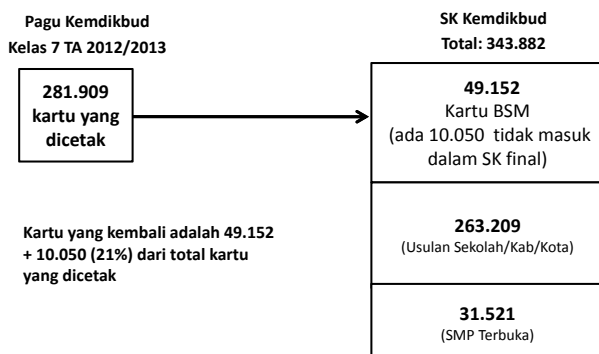 Pagu Kemdikbud
Kelas 7 TA 2012/2013
281.909
kartu yang
dicetak
Kartu yang kembali adalah 49.152
+ 10.050 (21%) dari total kartu
yang dicetak
SK Kemdikbud
Total: 343.882
49.152
Kartu BSM
(ada 10.050 tidak masuk
dalam SK final)
263.209
(Usulan Sekolah/Kab/Kota)
31.521
(SMP Terbuka)